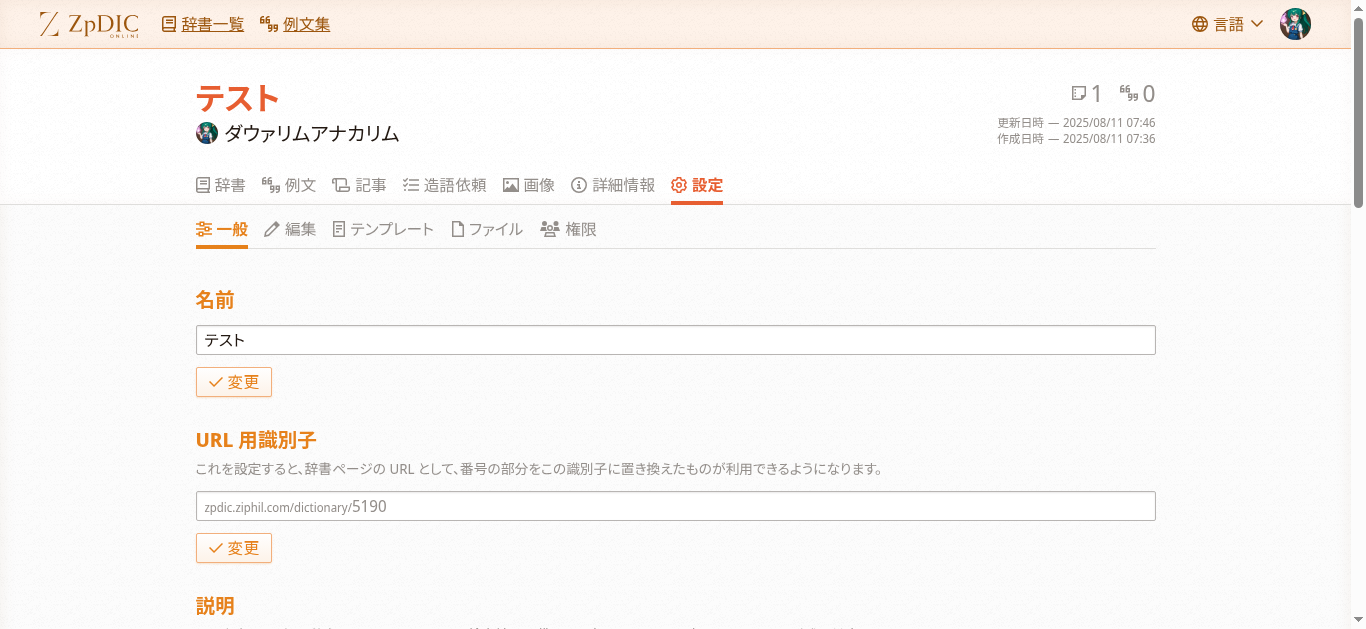 ZpDIC ONLINE 辞書一覧 例文集 言語
テスト
1 0
ダウァリムアナカリム
更新日時 — 2025/08/11 07:46
作成日時 — 2025/08/11 07:36
辞書 例文 記事 造語依頼 画像 詳細情報 設定
一般 編集 テンプレート ファイル 権限
名前
テスト
変更
URL 用識別子
これを設定すると、辞書ページの URL として、番号の部分をこの識別子に置き換えたものが利用できるようになります。
zpdic.ziphil.com/dictionary/5190
変更
説明